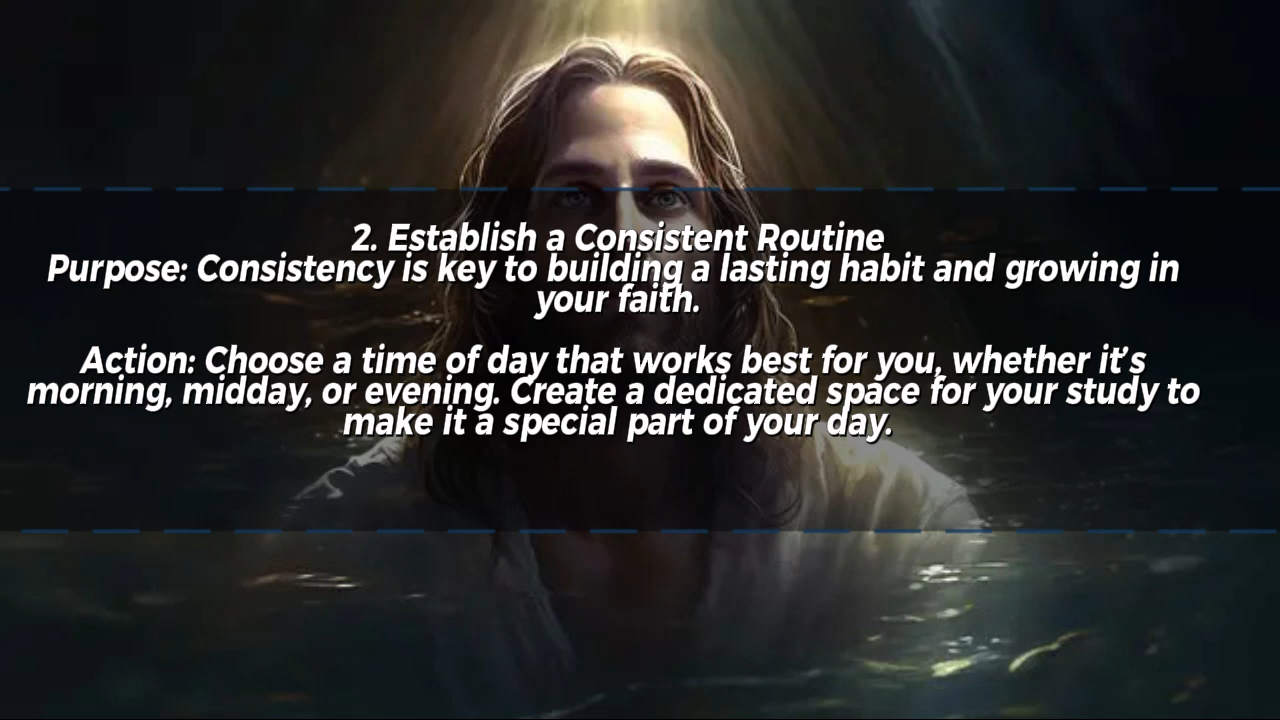 2. Establish a Consistent Routine
Purpose: Consistency is key to building a lasting habit and growing in
your faith.
Action: Choose a time of day that works best for you, whether it's
morning, midday, or evening. Create a dedicated space for your study to
make it a special part of your day.